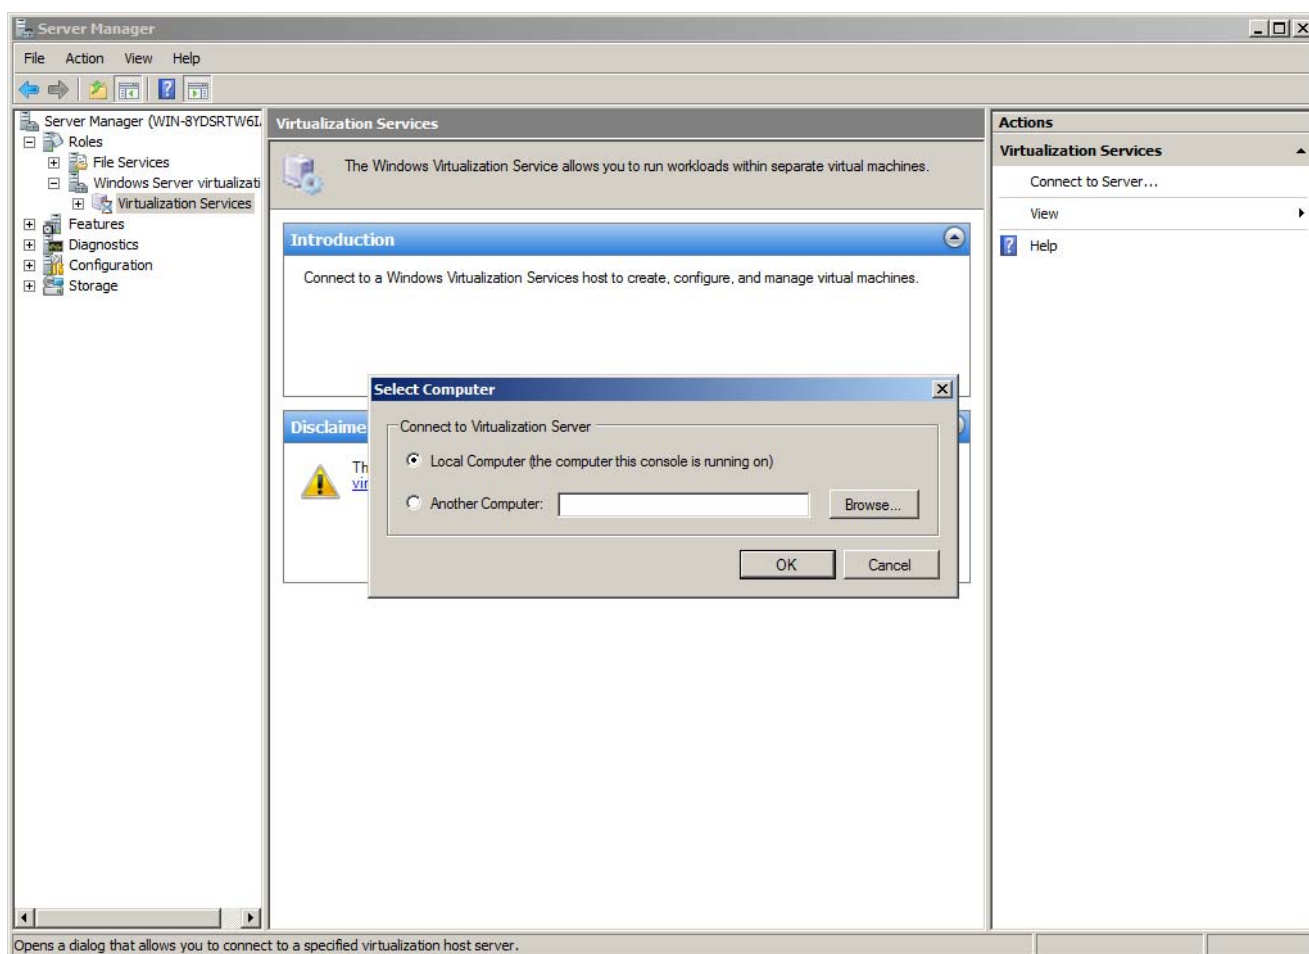 Server Manager
File Action View Help
Server Manager (WIN-8YDSRTW6I
Roles
File Services
Windows Server virtualizati
Virtualization Services
Features
Diagnostics
Configuration
Storage
Virtualization Services
The Windows Virtualization Service allows you to run workloads within separate virtual machines.
Introduction
Connect to a Windows Virtualization Services host to create, configure, and manage virtual machines.
Disclaime
Th
vir
Select Computer
Connect to Virtualization Server
Local Computer (the computer this console is running on)
Another Computer:
Browse...
OK Cancel
Actions
Virtualization Services
Connect to Server...
View
Help
Opens a dialog that allows you to connect to a specified virtualization host server.